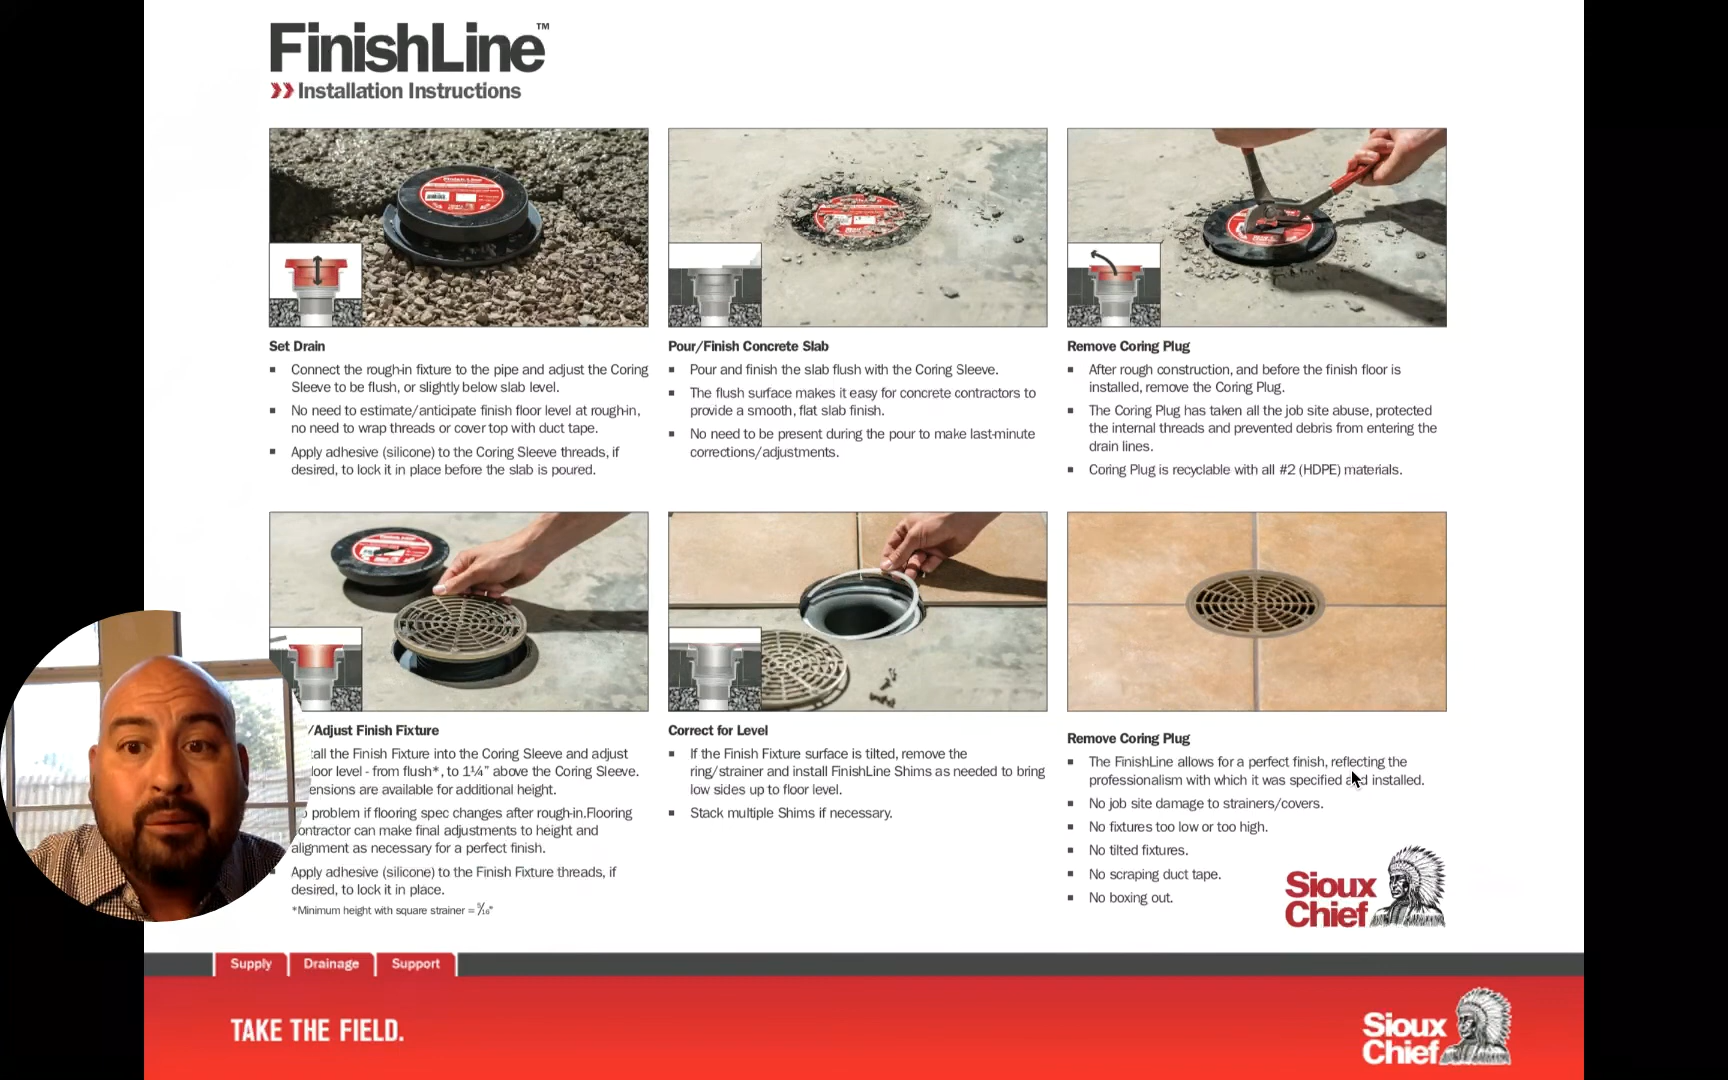 FinishLine™
Installation Instructions
Set Drain
▪ Connect the rough-in fixture to the pipe and adjust the Coring
Sleeve to be flush, or slightly below slab level.
▪ No need to estimate/anticipate finish floor level at rough-in,
no need to wrap threads or cover top with duct tape.
▪ Apply adhesive (silicone) to the Coring Sleeve threads, if
desired, to lock it in place before the slab is poured.
Pour/Finish Concrete Slab
▪ Pour and finish the slab flush with the Coring Sleeve.
▪ The flush surface makes it easy for concrete contractors to
provide a smooth, flat slab finish.
▪ No need to be present during the pour to make last-minute
corrections/adjustments.
Remove Coring Plug
▪ After rough construction, and before the finish floor is
installed, remove the Coring Plug.
▪ The Coring Plug has taken all the job site abuse, protected
the internal threads and prevented debris from entering the
drain lines.
▪ Coring Plug is recyclable with all #2 (HDPE) materials.
/Adjust Finish Fixture
tall the Finish Fixture into the Coring Sleeve and adjust
loor level - from flush*, to 1¼" above the Coring Sleeve.
ensions are available for additional height.
o problem if flooring spec changes after rough-in.Flooring
ontractor can make final adjustments to height and
alignment as necessary for a perfect finish.
Apply adhesive (silicone) to the Finish Fixture threads, if
desired, to lock it in place.
*Minimum height with square strainer = 5⁄16"
Correct for Level
▪ If the Finish Fixture surface is tilted, remove the
ring/strainer and install FinishLine Shims as needed to bring
low sides up to floor level.
▪ Stack multiple Shims if necessary.
Remove Coring Plug
▪ The FinishLine allows for a perfect finish, reflecting the
professionalism with which it was specified and installed.
▪ No job site damage to strainers/covers.
▪ No fixtures too low or too high.
▪ No tilted fixtures.
▪ No scraping duct tape.
▪ No boxing out.
Sioux
Chief
Supply
Drainage
Support
TAKE THE FIELD.
Sioux
Chief